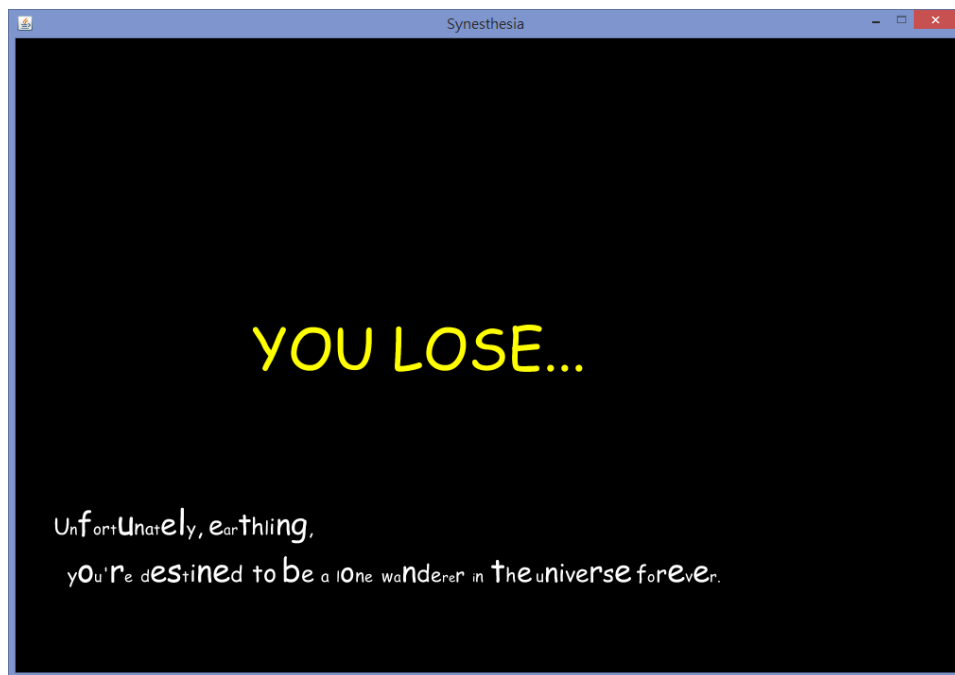 Synesthesia
YOU LOSE...
Unfortunately, earthling,
you're destined to be a lone wanderer in the universe forever.